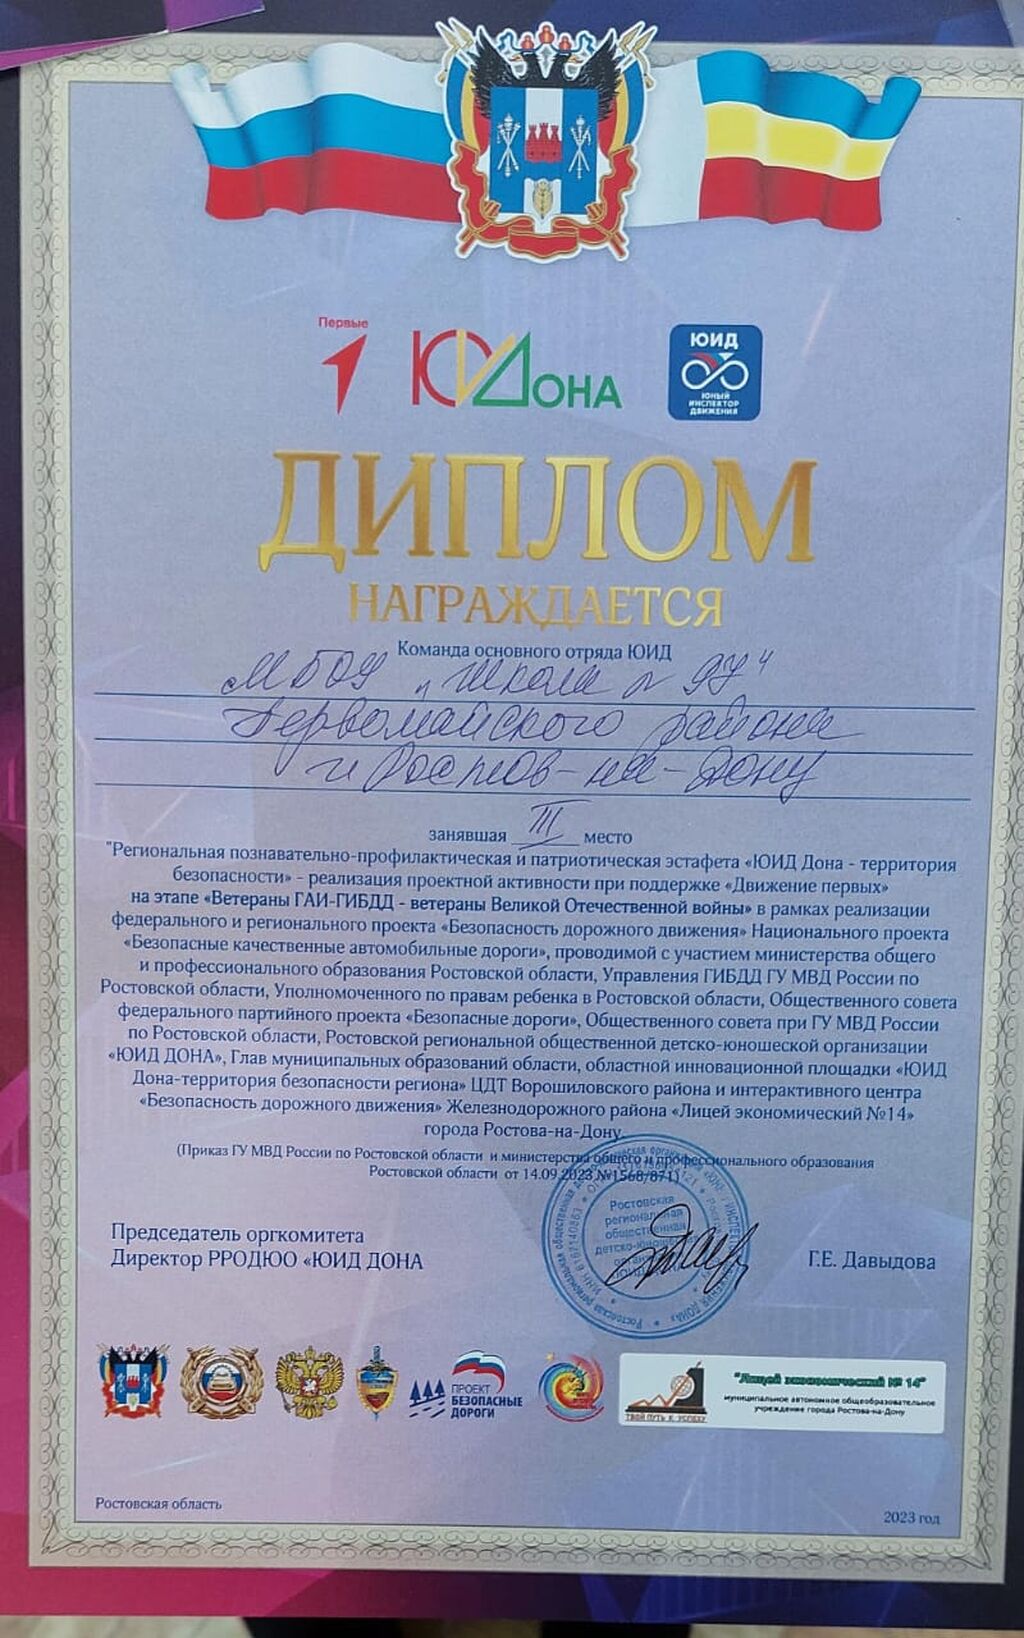 Первые
ЮИДОНА
ЮИД
ЮНЫЙ
ИНСПЕКТОР
ДВИЖЕНИЯ
ДИПЛОМ
НАГРАЖДАЕТСЯ
Команда основного отряда ЮИД
МБОУ "Школа №
Первомайского района
г. Ростов-на-Дону
занявшая III место
"Региональная познавательно-профилактическая и патриотическая эстафета «ЮИД Дона - территория
безопасности» - реализация проектной активности при поддержке «Движение первых»
на этапе «Ветераны ГАИ-ГИБДД - ветераны Великой Отечественной войны» в рамках реализации
федерального и регионального проекта «Безопасность дорожного движения» Национального проекта
«Безопасные качественные автомобильные дороги», проводимой с участием министерства общего
и профессионального образования Ростовской области, Управления ГИБДД ГУ МВД России по
Ростовской области, Уполномоченного по правам ребенка в Ростовской области, Общественного совета
федерального партийного проекта «Безопасные дороги», Общественного совета при ГУ МВД России
по Ростовской области, Ростовской региональной общественной детско-юношеской организации
«ЮИД ДОНА», Глав муниципальных образований области, областной инновационной площадки «ЮИД
Дона-территория безопасности региона» ЦДТ Ворошиловского района и интерактивного центра
«Безопасность дорожного движения» Железнодорожного района «Лицей экономический №14»
города Ростова-на-Дону.
(Приказ ГУ МВД России по Ростовской области и министерства общего и профессионального образования
Ростовской области от 14.09.2023 №1568/871)
Ростовская
региональная
общественная
детско-юношеская
Председатель оргкомитета
Директор РРОДЮО «ЮИД ДОНА
Г.Е. Давыдова
ПРОЕКТ
БЕЗОПАСНЫЕ
ДОРОГИ
ТВОЙ ПУТЬ К УСПЕХУ
"Лицей экономический № 14"
муниципальное автономное общеобразовательное
учреждение города Ростова-на-Дону
Ростовская область
2023 год